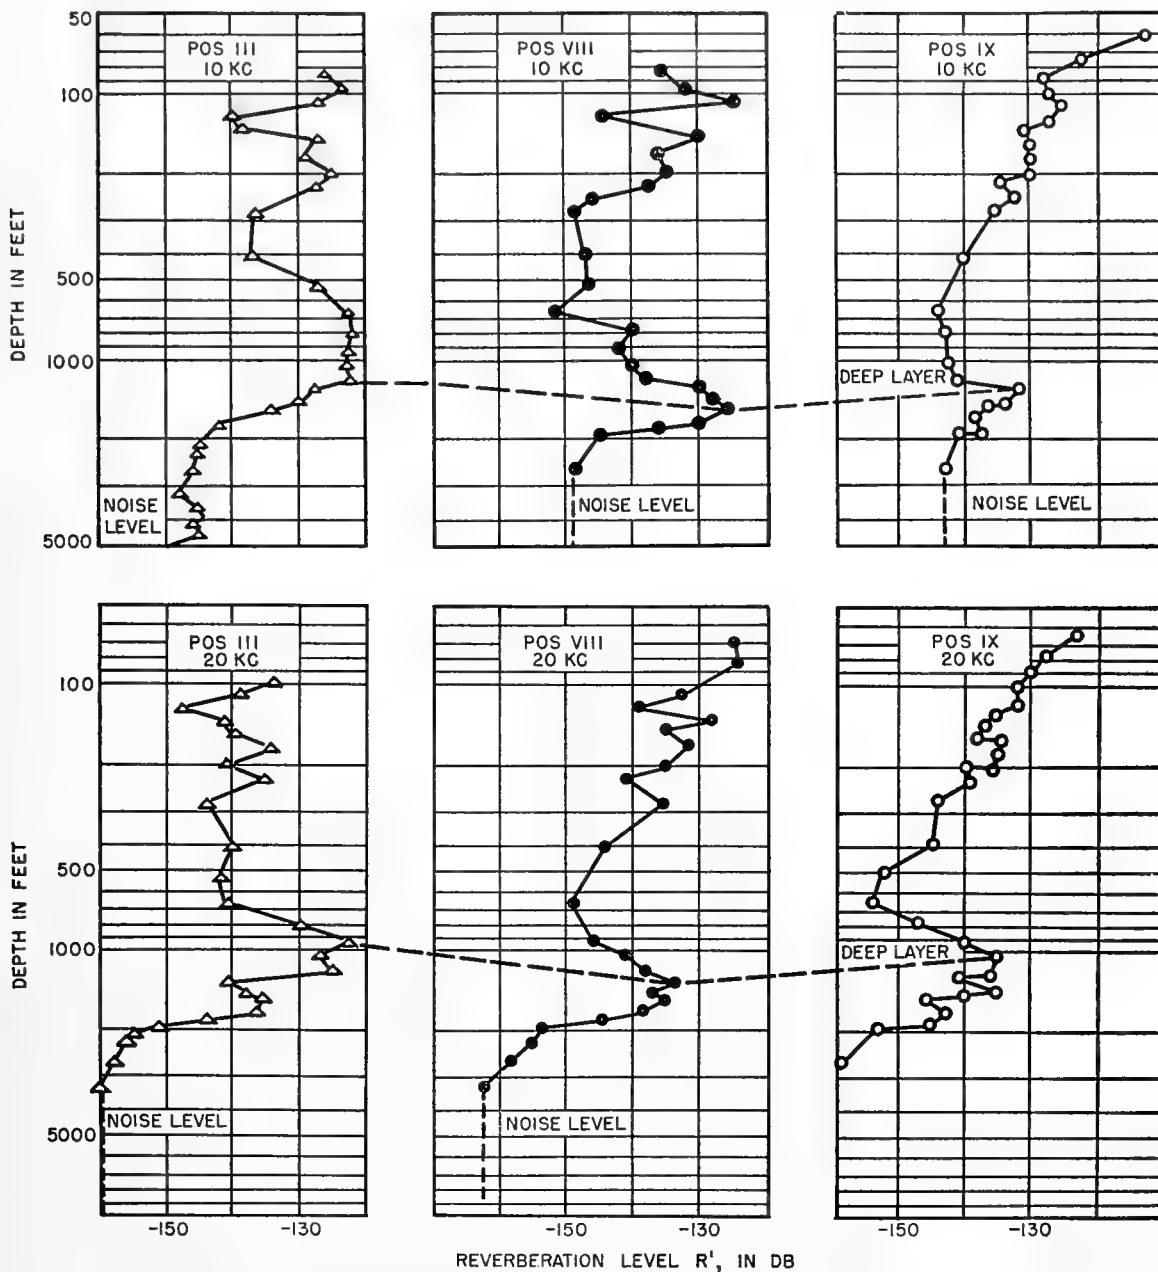 50
100
500
1000
5000
DEPTH IN FEET
POS III
10 KC
NOISE
LEVEL
POS VIII
10 KC
NOISE LEVEL
POS IX
10 KC
DEEP LAYER
NOISE LEVEL
100
500
1000
5000
DEPTH IN FEET
POS III
20 KC
NOISE LEVEL
POS VIII
20 KC
NOISE LEVEL
POS IX
20 KC
DEEP LAYER
-150 -130 -150 -130 -150 -130
REVERBERATION LEVEL R', IN DB